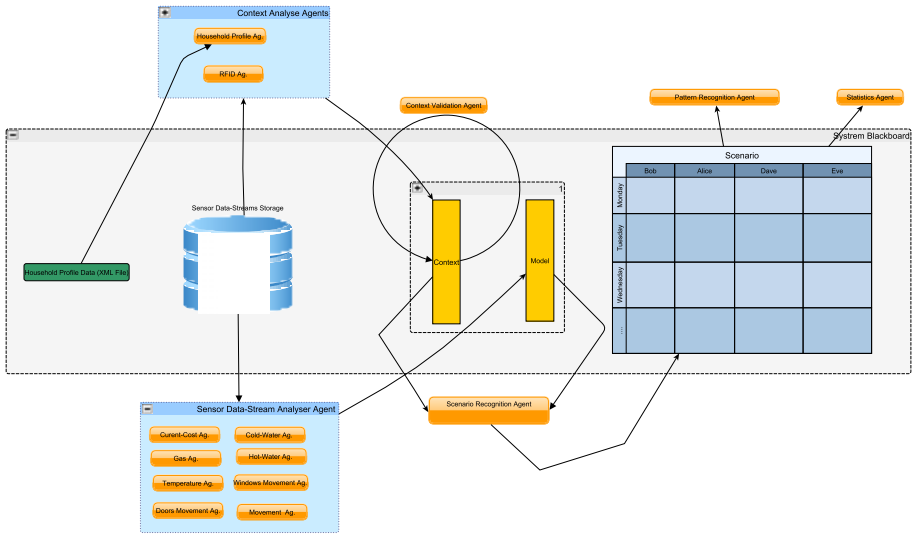 Context Analyse Agents
Household Profile Ag.
RFID Ag.
Context Validation Agent
Pattern Recognition Agent
Statistics Agent
Systrem Blackboard
Scenario
Bob Alice Dave Eve
Monday
Tuesday
Wednesday
....
1
Sensor Data-Streams Storage
Household Profile Data (XML File)
Context
Model
Scenario Recognition Agent
Sensor Data-Stream Analyser Agent
Curent-Cost Ag.
Cold-Water Ag.
Gas Ag.
Hot-Water Ag.
Temperature Ag.
Windows Movement Ag.
Doors Movement Ag.
Movement Ag.